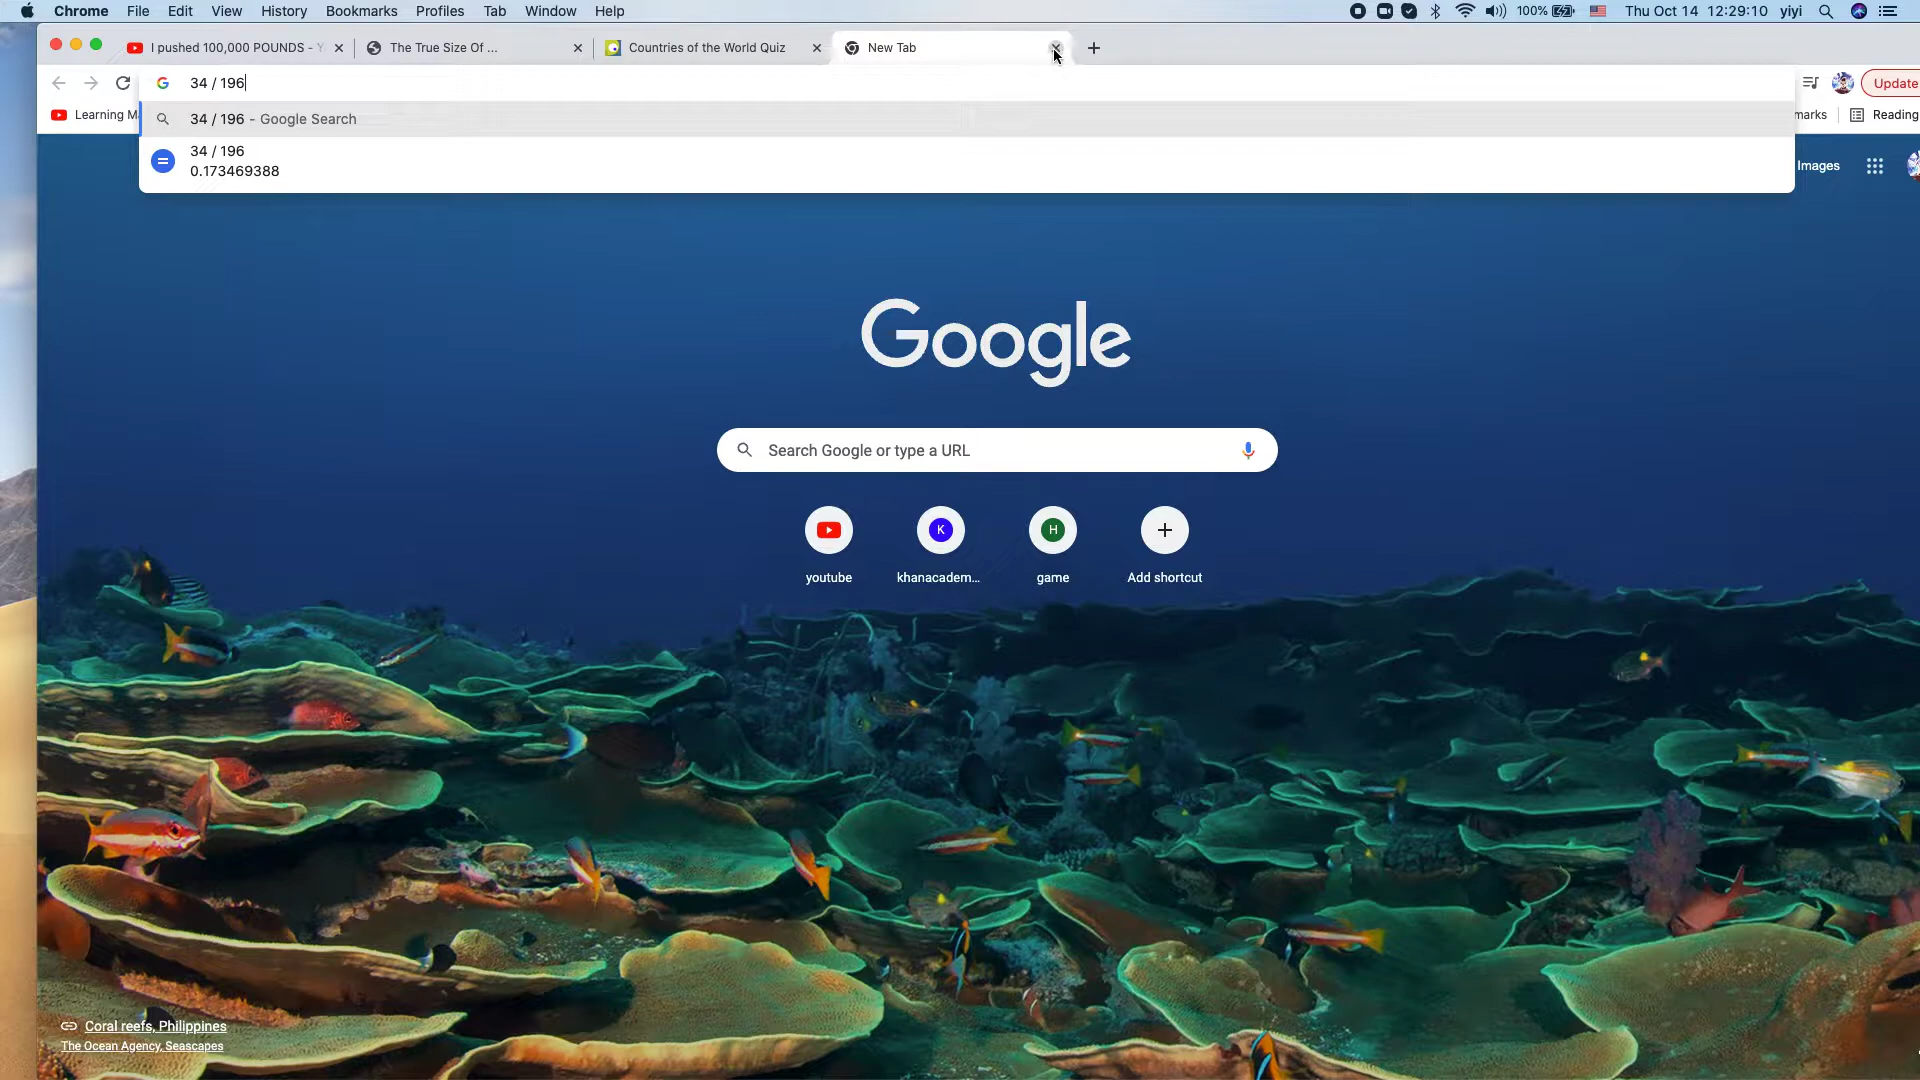 Chrome File Edit View History Bookmarks Profiles Tab Window Help 100% Thu Oct 14 12:29:10 yiyi
I pushed 100,000 POUNDS - The True Size Of ... Countries of the World Quiz New Tab
34 / 196 Update
Learning 34 / 196 - Google Search Reading
34 / 196
0.173469388
Images
Google
Search Google or type a URL
K H
youtube khanacadem... game Add shortcut
Coral reefs, Philippines
The Ocean Agency, Seascapes